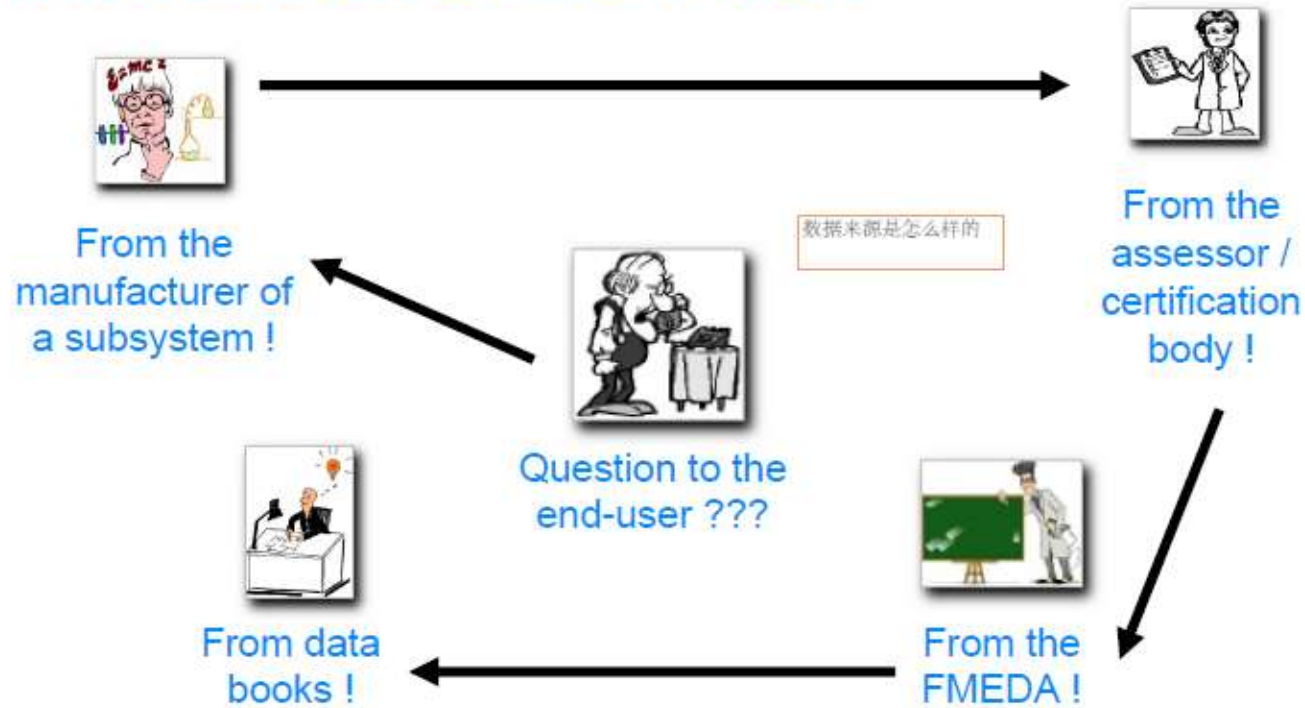 E=mc²
From the
manufacturer of
a subsystem !
数据来源是怎么样的
From the
assessor /
certification
body !
Question to the
end-user ???
From data
books !
From the
FMEDA !